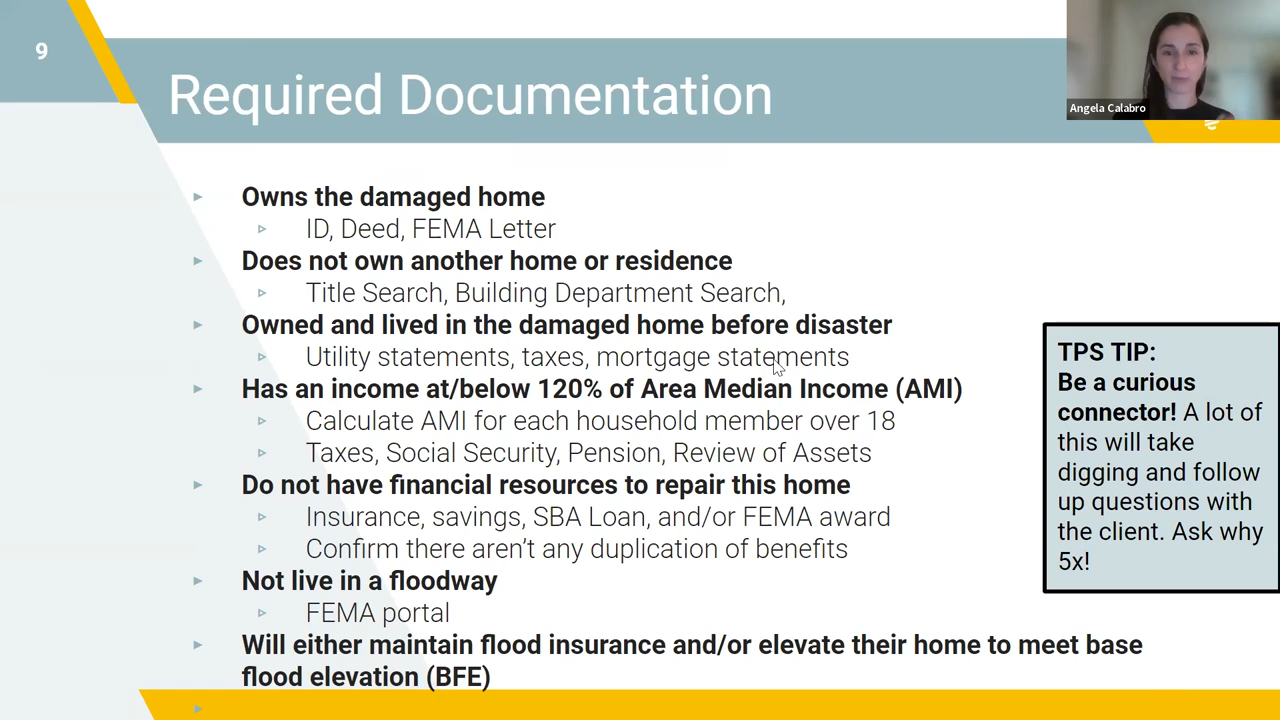 9
Required Documentation
Angela Calabro
Owns the damaged home
ID, Deed, FEMA Letter
Does not own another home or residence
Title Search, Building Department Search,
Owned and lived in the damaged home before disaster
Utility statements, taxes, mortgage statements
Has an income at/below 120% of Area Median Income (AMI)
Calculate AMI for each household member over 18
Taxes, Social Security, Pension, Review of Assets
Do not have financial resources to repair this home
Insurance, savings, SBA Loan, and/or FEMA award
Confirm there aren't any duplication of benefits
Not live in a floodway
FEMA portal
Will either maintain flood insurance and/or elevate their home to meet base
flood elevation (BFE)
TPS TIP:
Be a curious
connector! A lot of
this will take
digging and follow
up questions with
the client. Ask why
5x!